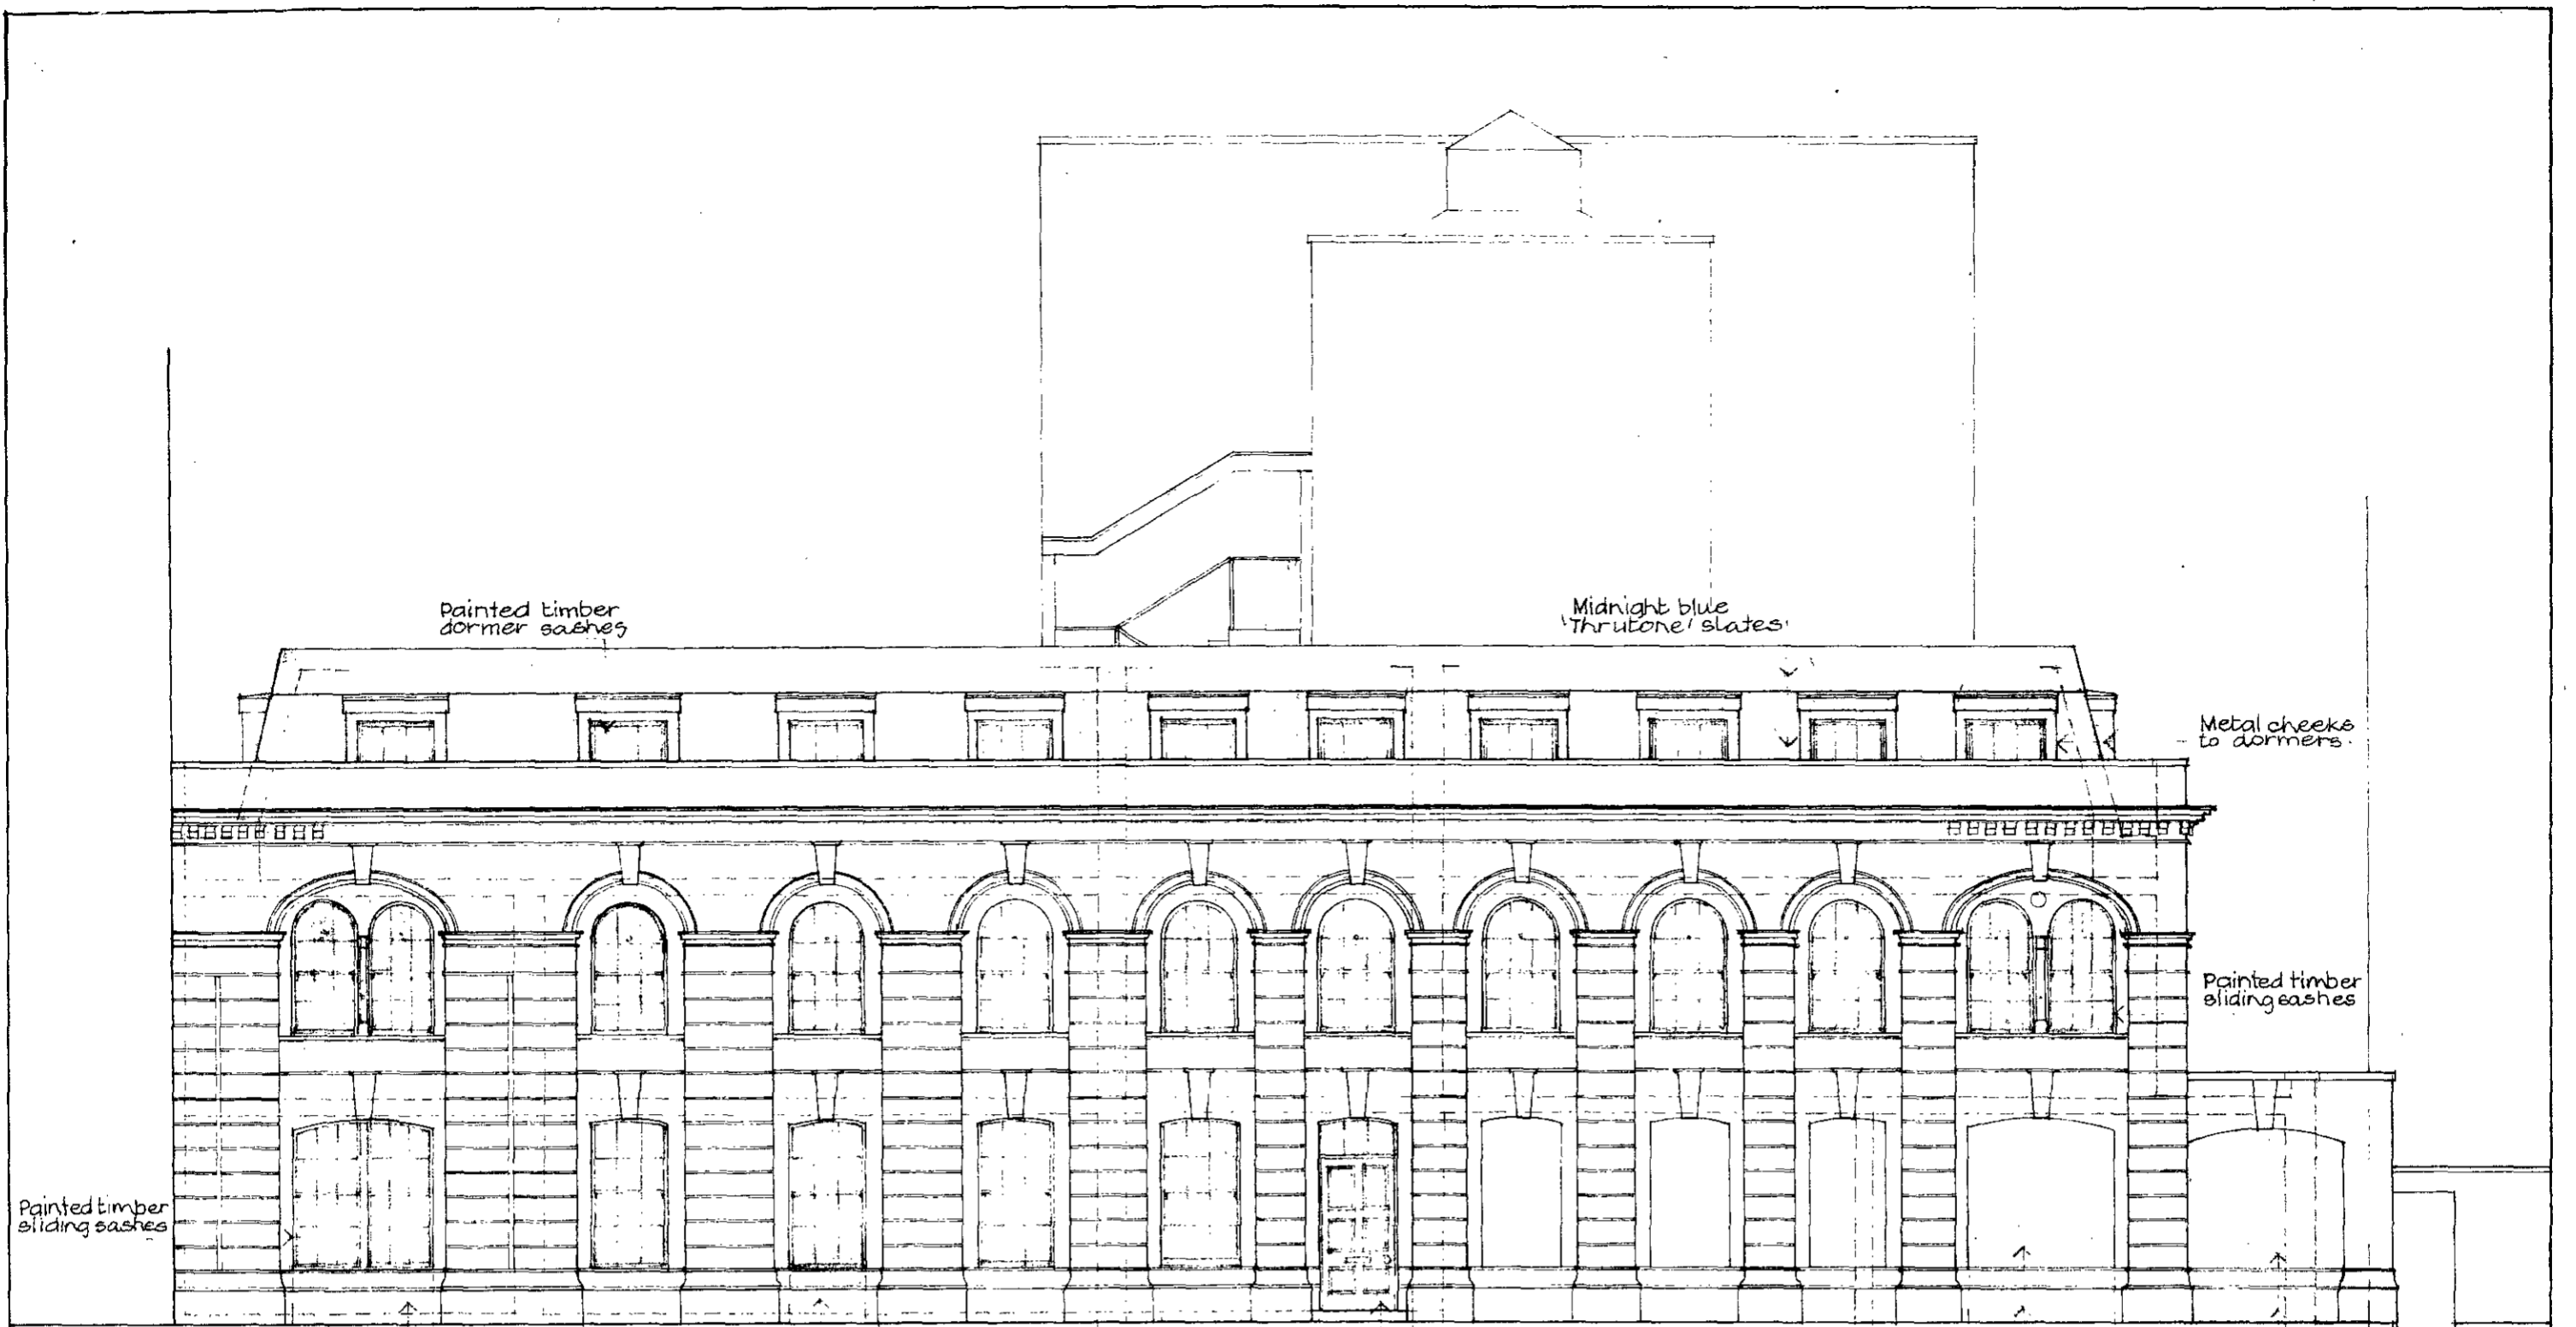 Painted timber
dormer sashes
Midnight blue
'Thrutone' slates
Metal cheeks
to dormers.
Painted timber
sliding sashes
Painted timber
sliding sashes